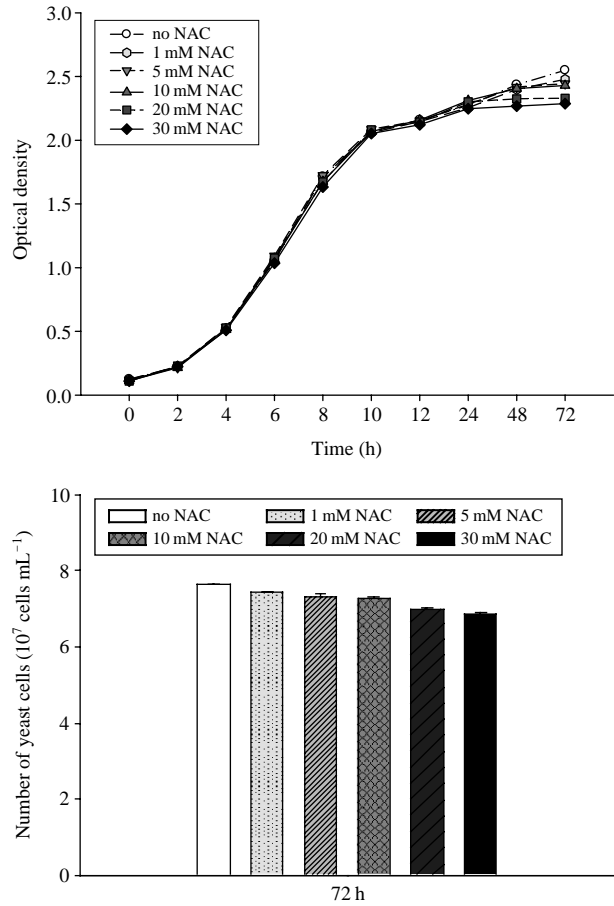 3.0
2.5
2.0
1.5
1.0
0.5
0.0
Optical density
no NAC
1 mM NAC
5 mM NAC
10 mM NAC
20 mM NAC
30 mM NAC
0 2 4 6 8 10 12 24 48 72
Time (h)
10
8
6
4
2
0
Number of yeast cells (10⁷ cells mL⁻¹)
no NAC 1 mM NAC 5 mM NAC
10 mM NAC 20 mM NAC 30 mM NAC
72 h